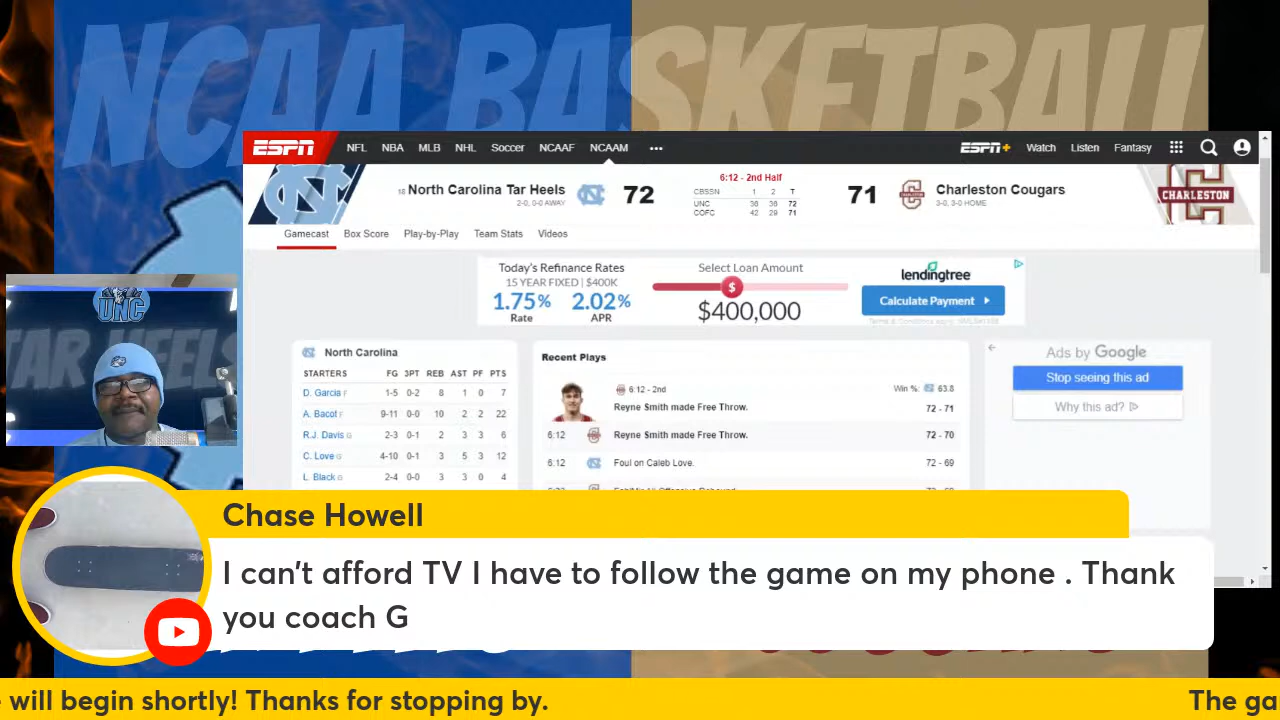 NCAA BASKETBALL
ESPN NFL NBA MLB NHL Soccer NCAAF NCAAM ••• ESPN+ Watch Listen Fantasy
18 North Carolina Tar Heels 72 71 Charleston Cougars
2-0, 0-0 AWAY 3-0, 3-0 HOME
6:12 - 2nd Half
CBSSN 1 2 T
UNC 36 36 72
COFC 42 29 71
CHARLESTON
Gamecast Box Score Play-by-Play Team Stats Videos
Today's Refinance Rates
15 YEAR FIXED | $400K
1.75% 2.02%
Rate APR
Select Loan Amount
$
$400,000
lendingtree
Calculate Payment
North Carolina
STARTERS FG 3PT REB AST PF PTS
D. Garcia F 1-5 0-2 8 1 0 7
A. Bacot F 9-11 0-0 10 2 2 22
R.J. Davis G 2-3 0-1 2 3 3 6
C. Love G 4-10 0-1 3 5 3 12
L. Black G 2-4 0-0 3 3 0 4
Recent Plays
6:12 - 2nd Win %: 63.8
Reyne Smith made Free Throw. 72 - 71
6:12 Reyne Smith made Free Throw. 72 - 70
6:12 Foul on Caleb Love. 72 - 69
Ads by Google
Stop seeing this ad
Why this ad?
UNC
TAR HEELS
Chase Howell
I can't afford TV I have to follow the game on my phone . Thank
you coach G
will begin shortly! Thanks for stopping by. The ga